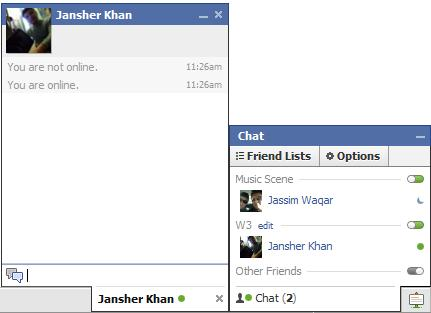 Jansher Khan
You are not online. 11:26am
You are online. 11:26am
Jansher Khan
Chat
Friend Lists Options
Music Scene
Jassim Waqar
W3 edit
Jansher Khan
Other Friends
Chat (2)